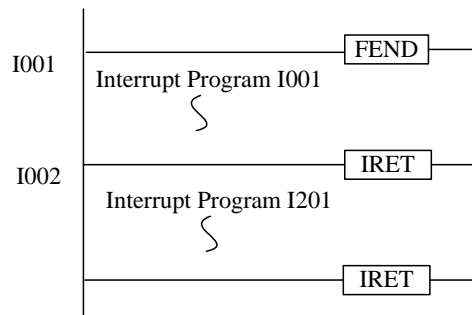 FEND
I001
Interrupt Program I001
IRET
I002
Interrupt Program I201
IRET